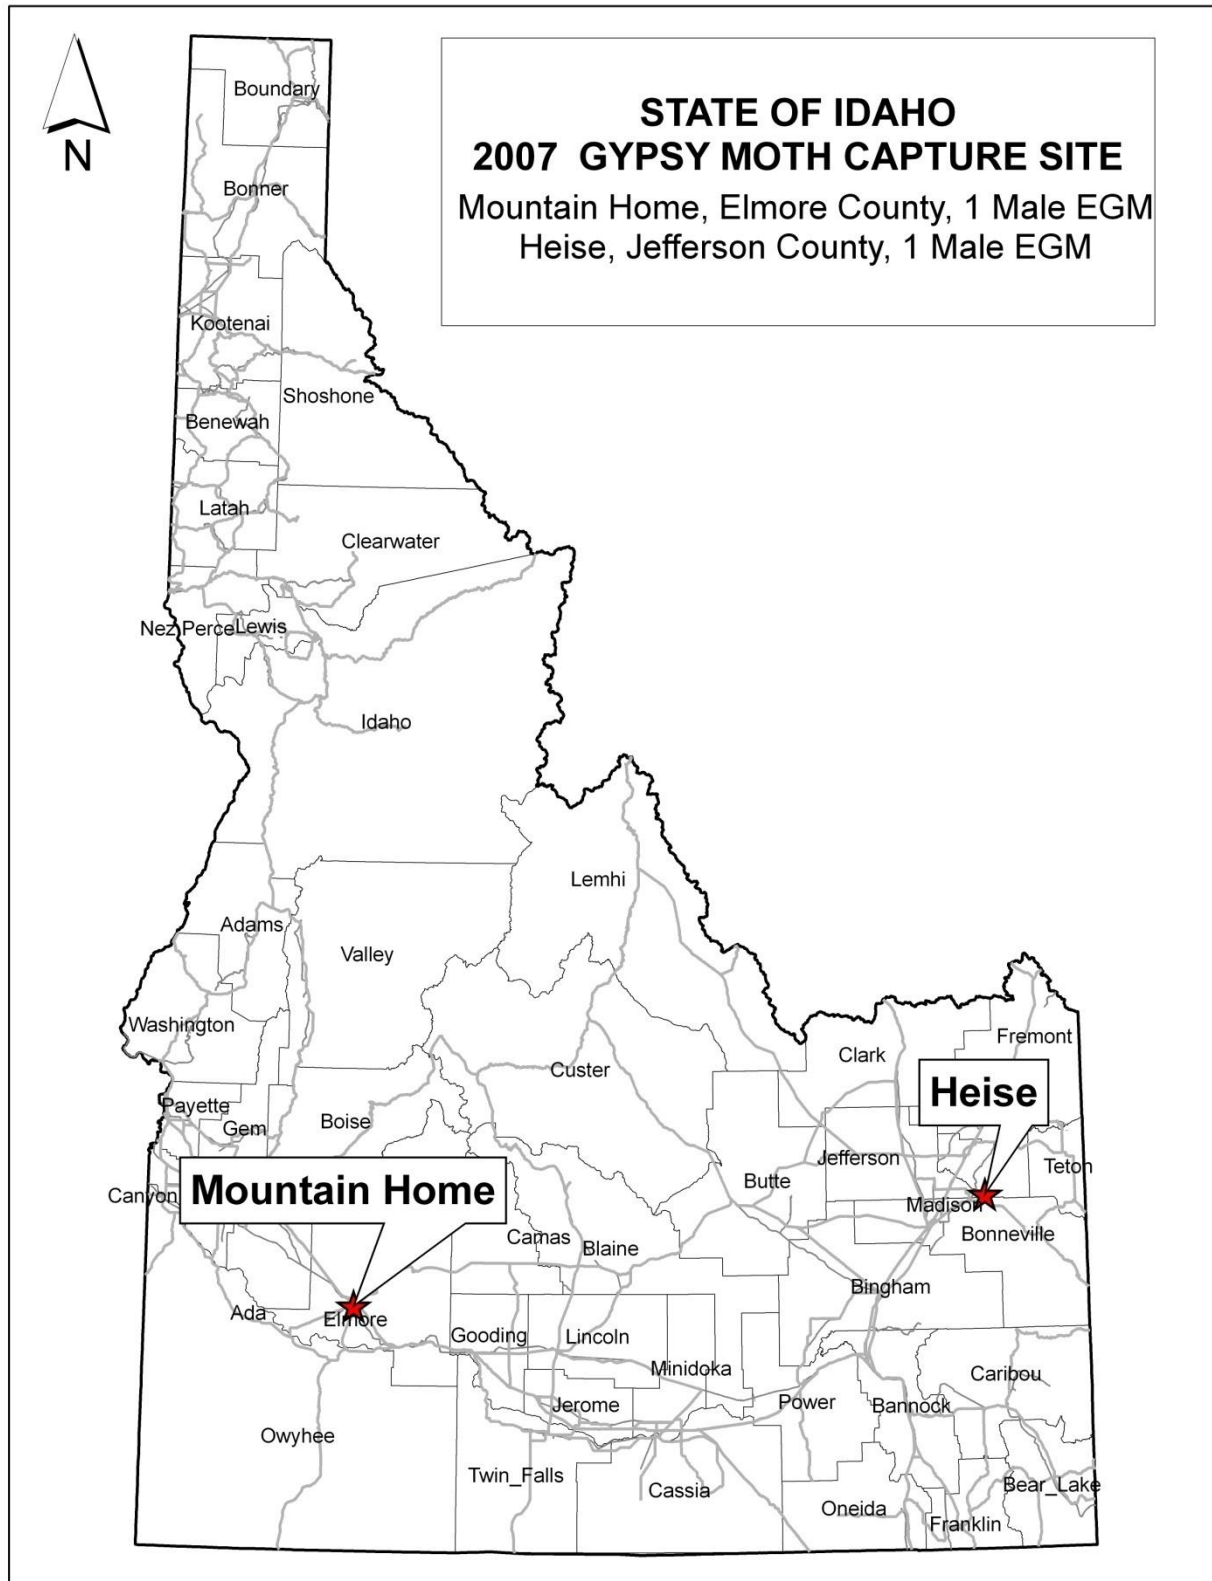 N
STATE OF IDAHO
2007 GYPSY MOTH CAPTURE SITE
Mountain Home, Elmore County, 1 Male EGM
Heise, Jefferson County, 1 Male EGM
Boundary
Bonner
Kootenai
Shoshone
Benewah
Latah
Clearwater
Nez Perce
Lewis
Idaho
Lemhi
Adams
Valley
Washington
Fremont
Clark
Custer
Heise
Payette
Gem
Boise
Jefferson
Teton
Butte
Mountain Home
Canyon
Madison
Bonneville
Camas
Blaine
Bingham
Ada
Elmore
Gooding
Lincoln
Minidoka
Caribou
Power
Bannock
Jerome
Owyhee
Twin_Falls
Cassia
Bear_Lake
Oneida
Franklin